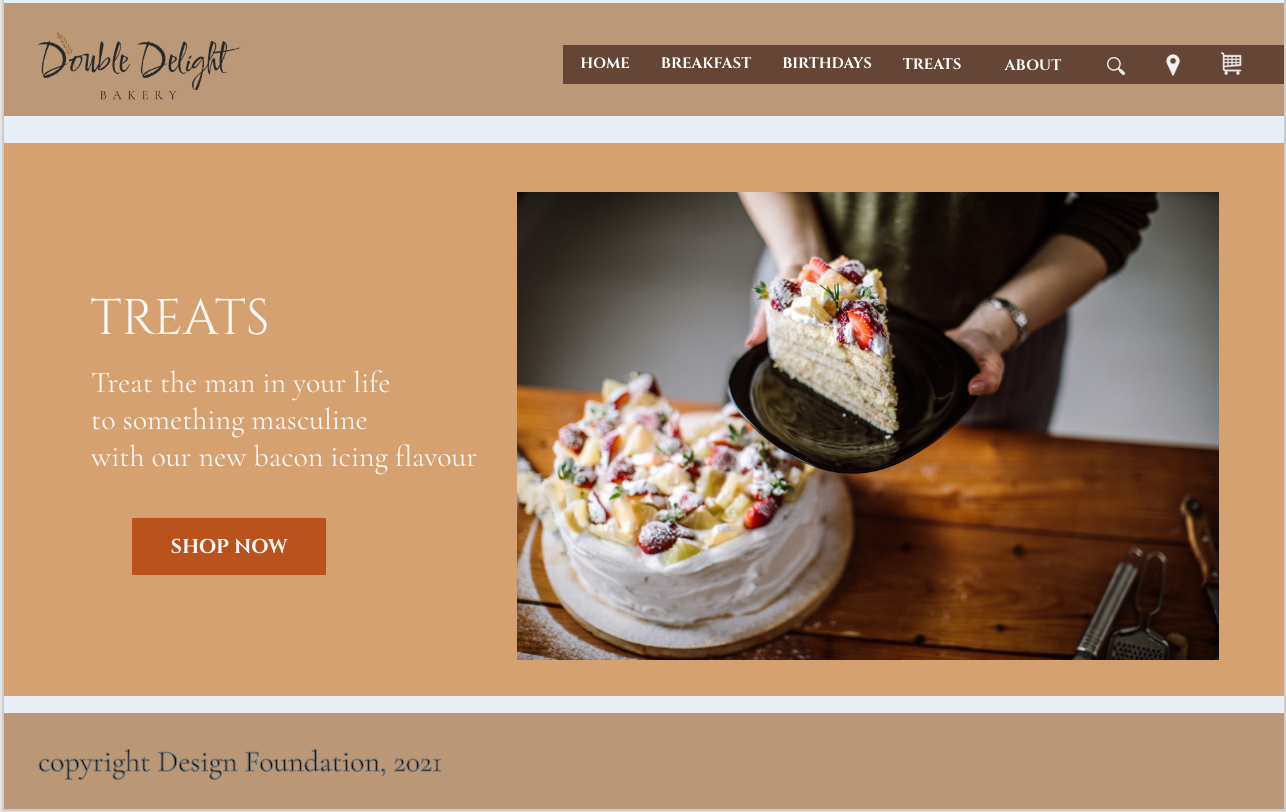 Double Delight
BAKERY
HOME BREAKFAST BIRTHDAYS TREATS ABOUT
TREATS
Treat the man in your life
to something masculine
with our new bacon icing flavour
SHOP NOW
copyright Design Foundation, 2021